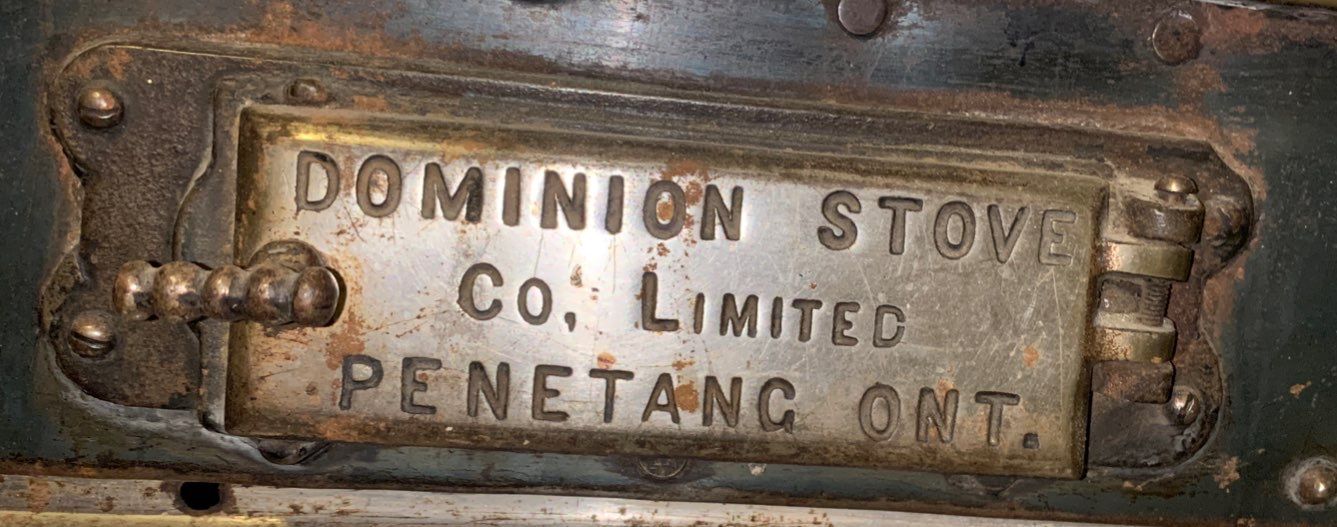 DOMINION STOVE
CO, LIMITED
PENETANG ONT.